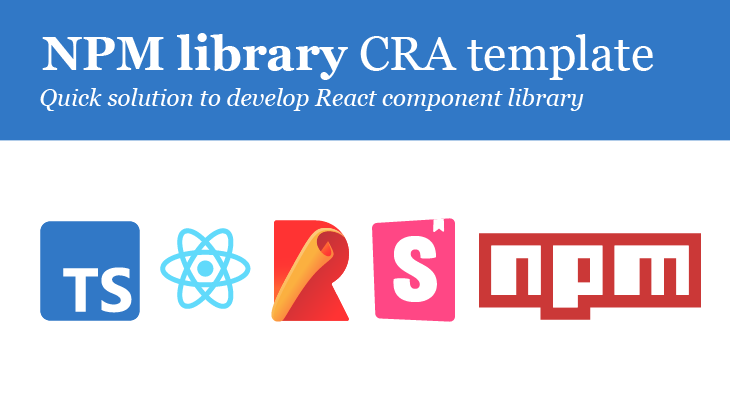 NPM library CRA template
Quick solution to develop React component library
TS
R
S
npm